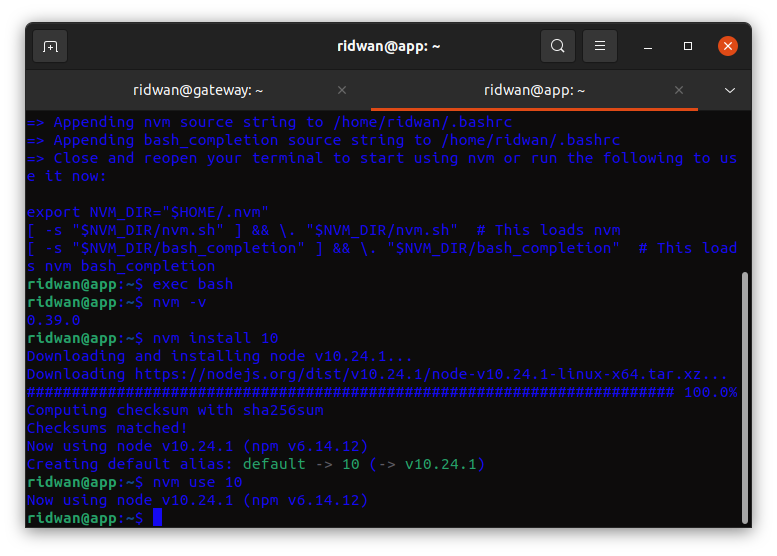 ridwan@app: ~
ridwan@gateway: ~
ridwan@app: ~
=> Appending nvm source string to /home/ridwan/.bashrc
=> Appending bash_completion source string to /home/ridwan/.bashrc
=> Close and reopen your terminal to start using nvm or run the following to us
e it now:
export NVM_DIR="$HOME/.nvm"
[ -s "$NVM_DIR/nvm.sh" ] && \. "$NVM_DIR/nvm.sh"  # This loads nvm
[ -s "$NVM_DIR/bash_completion" ] && \. "$NVM_DIR/bash_completion"  # This load
s nvm bash_completion
ridwan@app:~$ exec bash
ridwan@app:~$ nvm -v
0.39.0
ridwan@app:~$ nvm install 10
Downloading and installing node v10.24.1...
Downloading https://nodejs.org/dist/v10.24.1/node-v10.24.1-linux-x64.tar.xz...
######################################################################## 100.0%
Computing checksum with sha256sum
Checksums matched!
Now using node v10.24.1 (npm v6.14.12)
Creating default alias: default -> 10 (-> v10.24.1)
ridwan@app:~$ nvm use 10
Now using node v10.24.1 (npm v6.14.12)
ridwan@app:~$